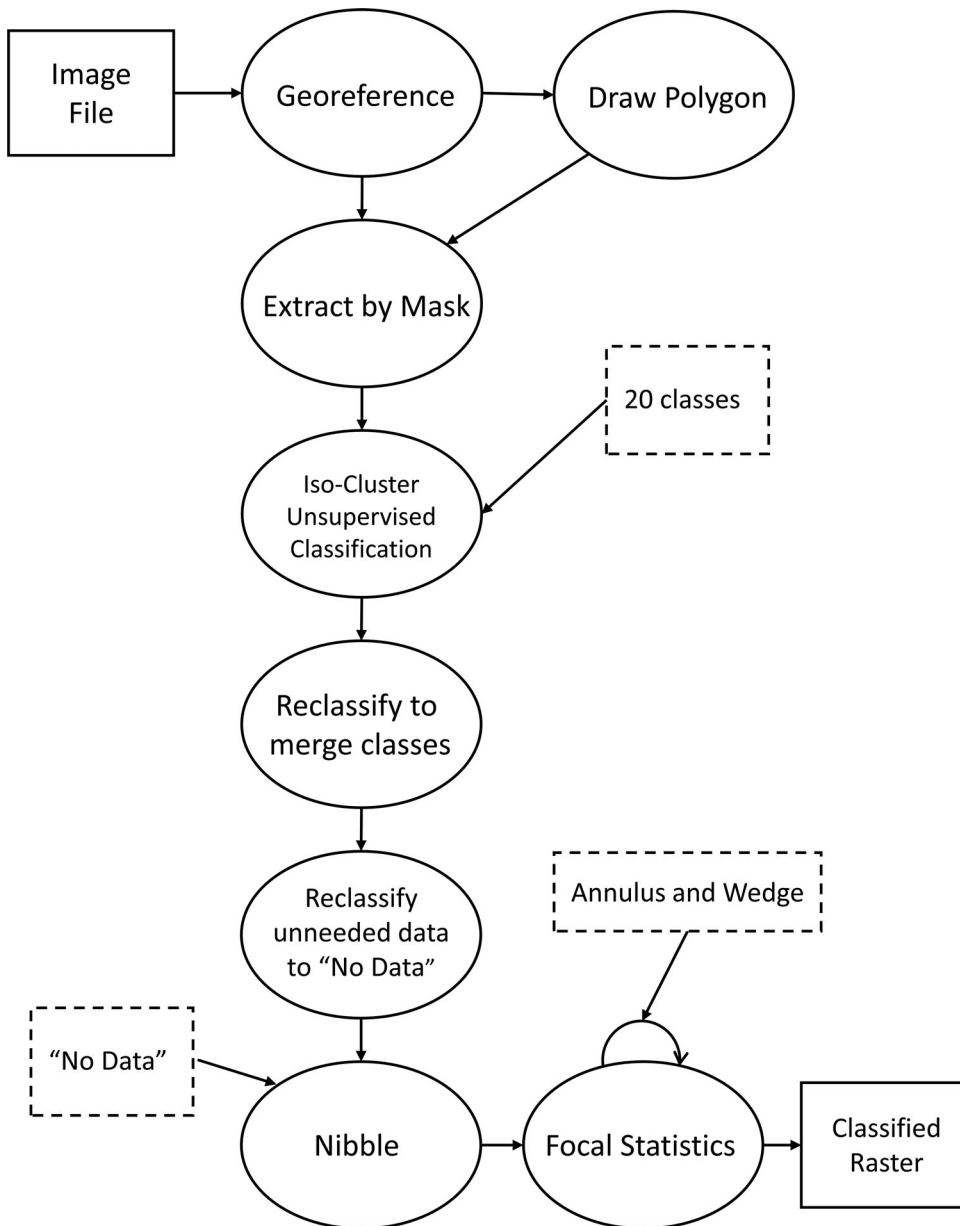 Image
File
Georeference
Draw Polygon
Extract by Mask
20 classes
Iso-Cluster
Unsupervised
Classification
Reclassify to
merge classes
Reclassify
unneeded data
to “No Data”
Annulus and Wedge
“No Data”
Nibble
Focal Statistics
Classified
Raster